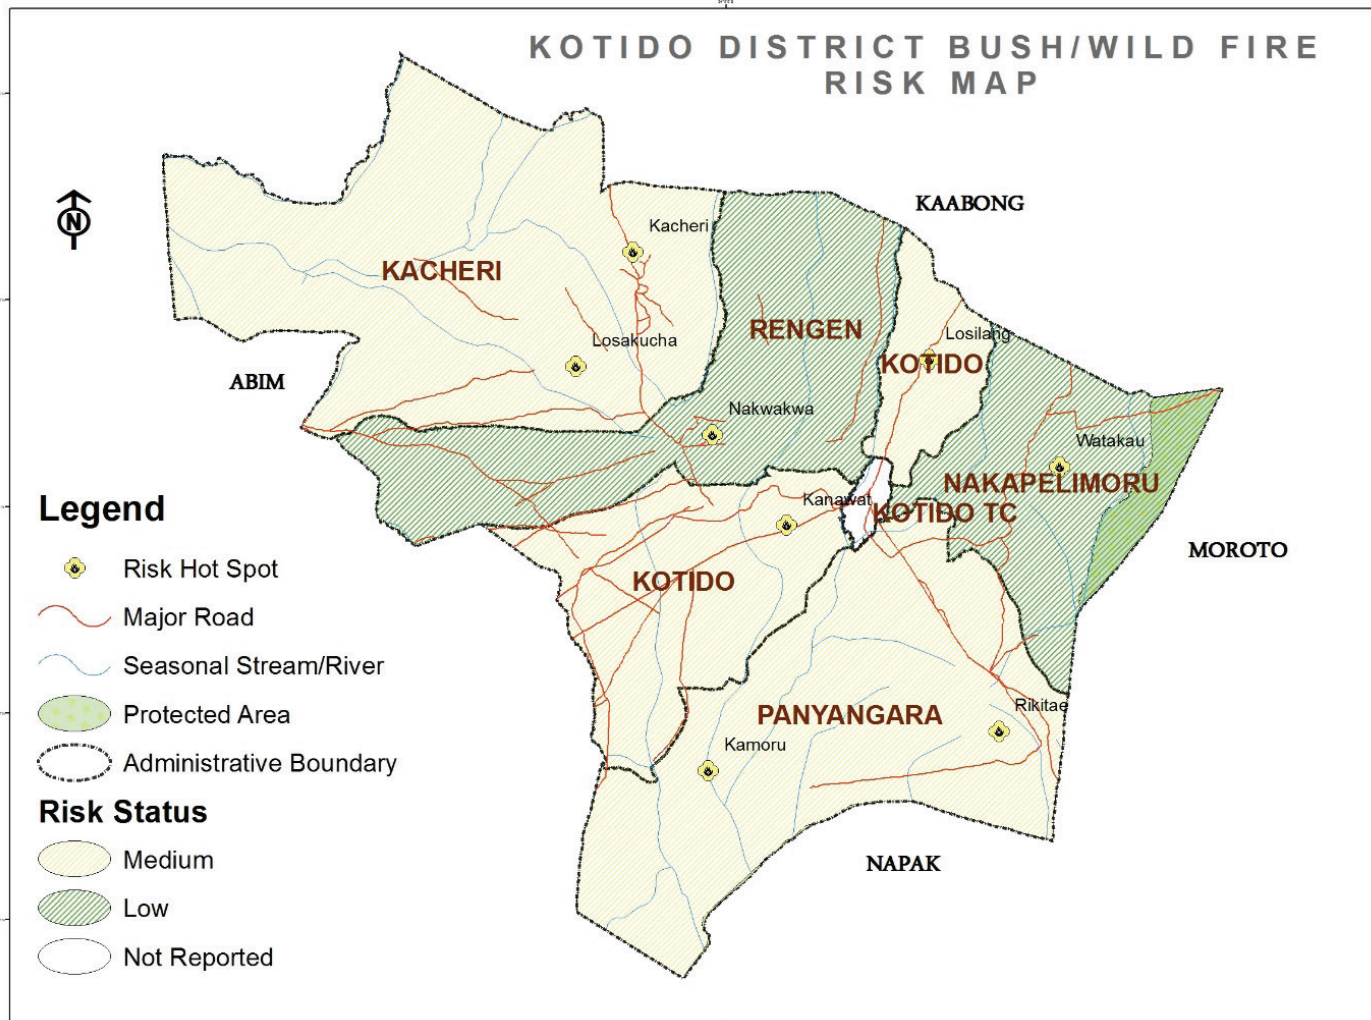 KOTIDO DISTRICT BUSH/WILD FIRE
RISK MAP
KAABONG
Kacheri
KACHERI
RENGEN
Losilang
Losakucha
KOTIDO
ABIM
Nakwakwa
Watakau
NAKAPELIMORU
Kanawat
KOTIDO TC
MOROTO
KOTIDO
Rikitae
PANYANGARA
Kamoru
NAPAK
N
Legend
Risk Hot Spot
Major Road
Seasonal Stream/River
Protected Area
Administrative Boundary
Risk Status
Medium
Low
Not Reported